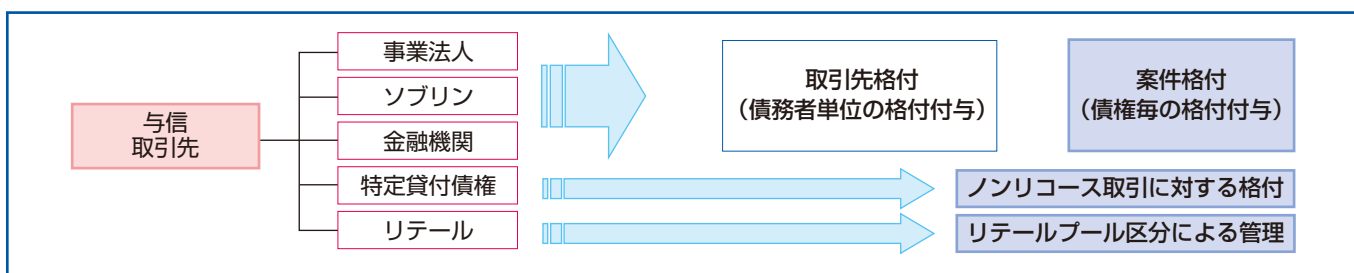 与信
取引先
事業法人
ソブリン
金融機関
特定貸付債権
リテール
取引先格付
（債務者単位の格付付与）
案件格付
（債権毎の格付付与）
ノンリコース取引に対する格付
リテールプール区分による管理